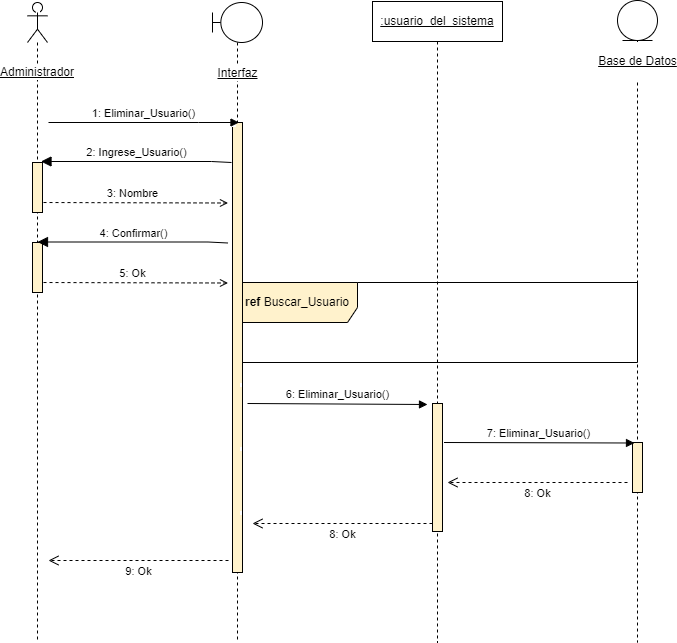 :usuario_del_sistema
Base de Datos
Administrador
Interfaz
1: Eliminar_Usuario()
2: Ingrese_Usuario()
3: Nombre
4: Confirmar()
5: Ok
ref Buscar_Usuario
6: Eliminar_Usuario()
7: Eliminar_Usuario()
8: Ok
8: Ok
9: Ok